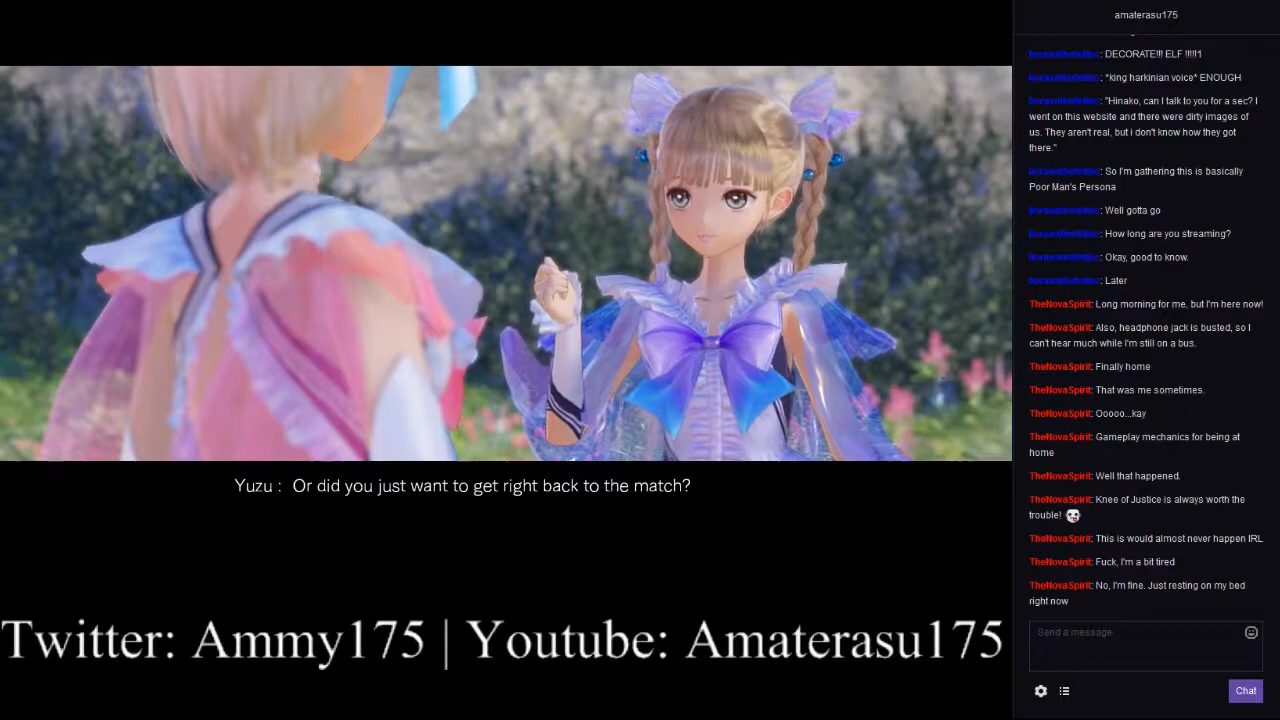 amaterasu175
: DECORATE!!! ELF !!!!!1
: *king harkinian voice* ENOUGH
: "Hinako, can I talk to you for a sec? I
went on this website and there were dirty images of
us. They aren't real, but i don't know how they got
there."
: So I'm gathering this is basically
Poor Man's Persona
: Well gotta go
: How long are you streaming?
: Okay, good to know.
: Later
TheNovaSpirit: Long morning for me, but I'm here now!
TheNovaSpirit: Also, headphone jack is busted, so I
can't hear much while I'm still on a bus.
TheNovaSpirit: Finally home
TheNovaSpirit: That was me sometimes.
TheNovaSpirit: Ooooo...kay
TheNovaSpirit: Gameplay mechanics for being at
home
TheNovaSpirit: Well that happened.
TheNovaSpirit: Knee of Justice is always worth the
trouble!
TheNovaSpirit: This is would almost never happen IRL
TheNovaSpirit: Fuck, I'm a bit tired
TheNovaSpirit: No, I'm fine. Just resting on my bed
right now
Send a message
Chat
Yuzu : Or did you just want to get right back to the match?
Twitter: Ammy175 | Youtube: Amaterasu175